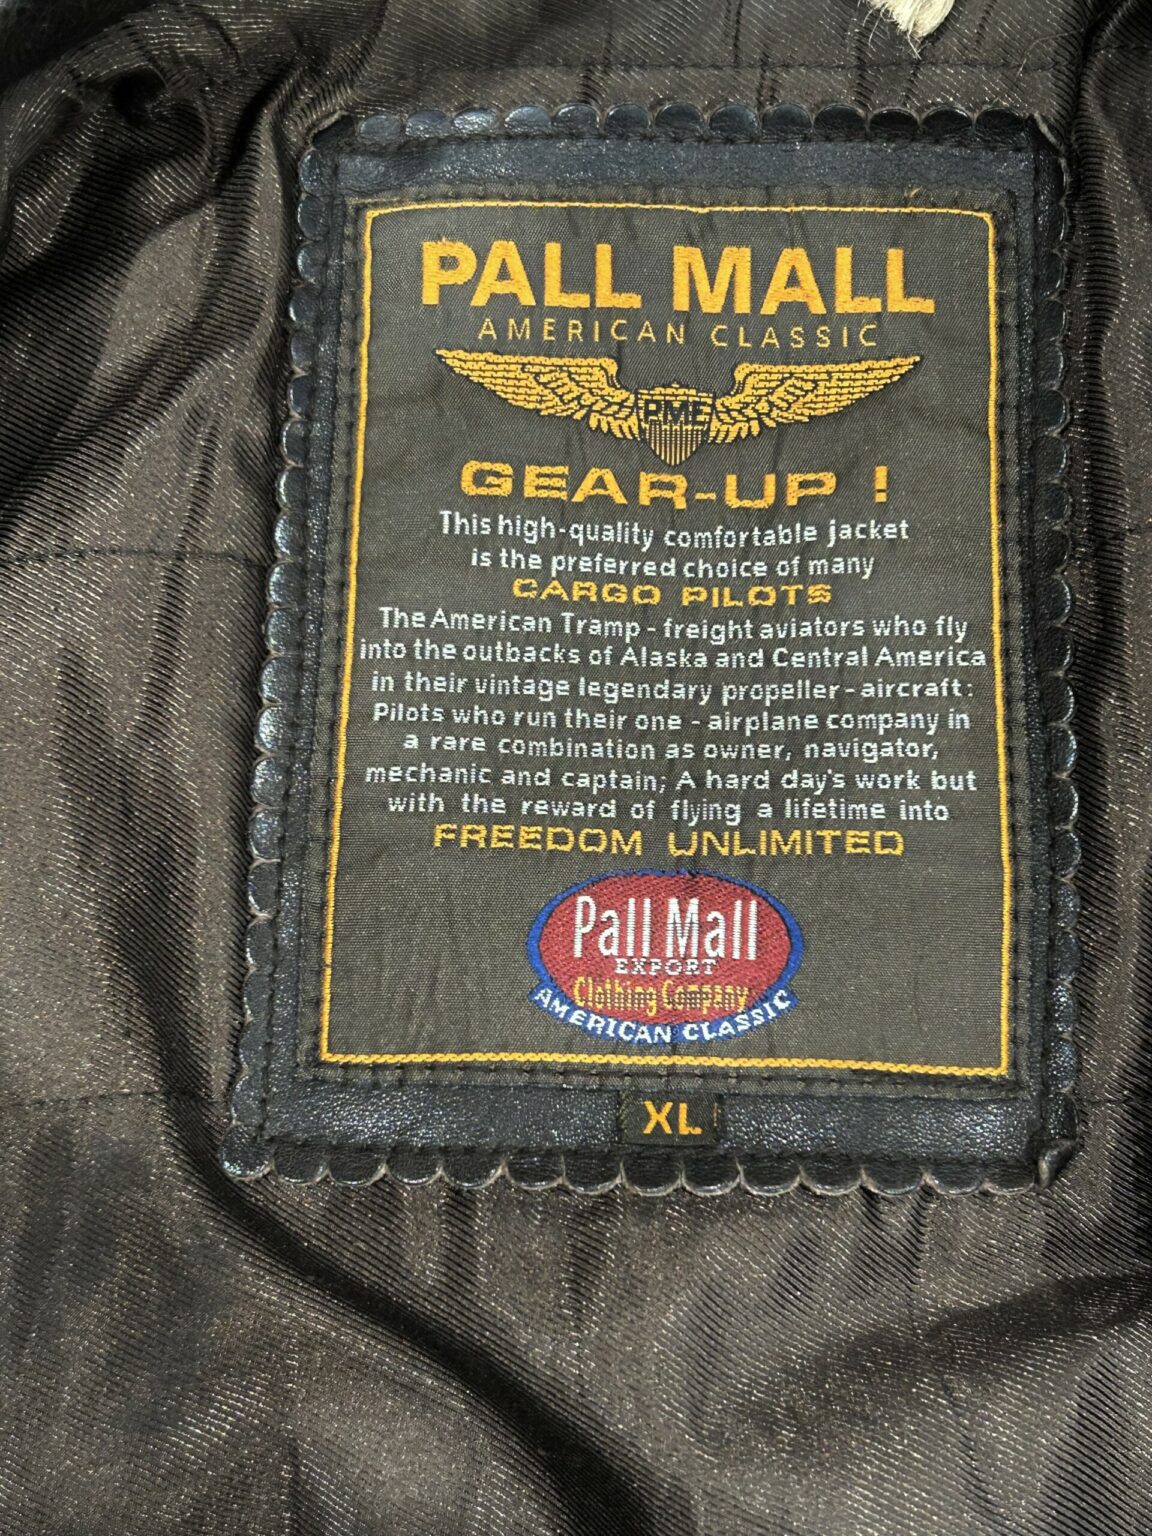 PALL MALL
AMERICAN CLASSIC
PME
GEAR-UP !
This high-quality comfortable jacket
is the preferred choice of many
CARGO PILOTS
The American Tramp - freight aviators who fly
into the outbacks of Alaska and Central America
in their vintage legendary propeller - aircraft:
Pilots who run their one - airplane company in
a rare combination as owner, navigator,
mechanic and captain; A hard day's work but
with the reward of flying a lifetime into
FREEDOM UNLIMITED
Pall Mall
EXPORT
Clothing Company
AMERICAN CLASSIC
XL